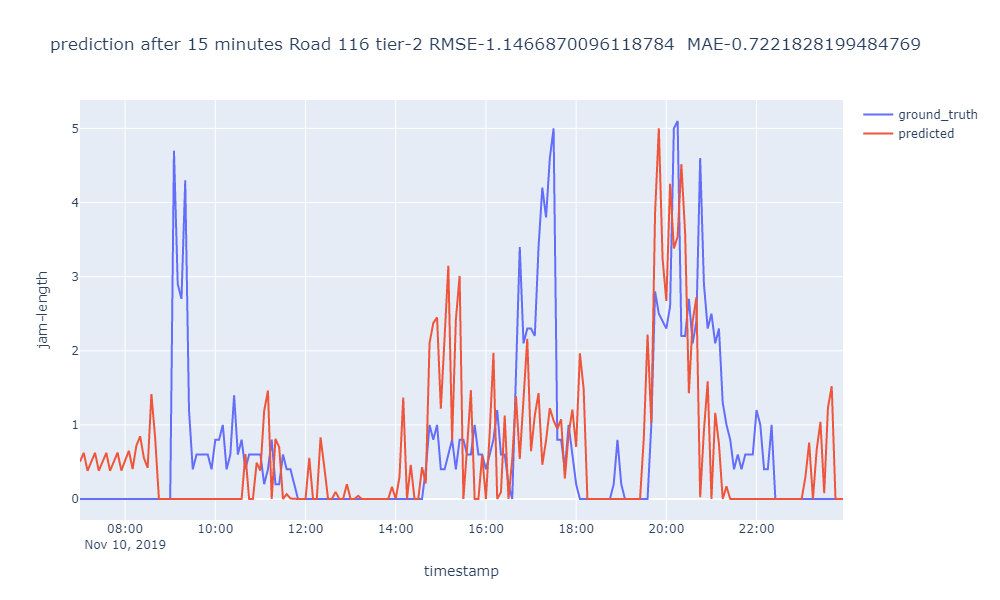 prediction after 15 minutes Road 116 tier-2 RMSE-1.1466870096118784  MAE-0.7221828199484769
ground_truth
predicted
5
4
3
2
1
0
jam-length
08:00 10:00 12:00 14:00 16:00 18:00 20:00 22:00
Nov 10, 2019
timestamp